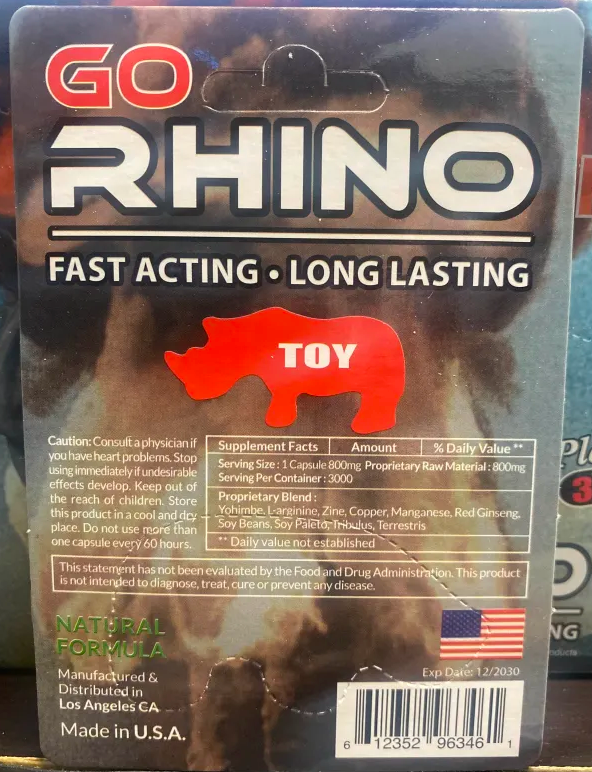 GO
RHINO
FAST ACTING • LONG LASTING
TOY
Caution: Consult a physician if
you have heart problems. Stop
using immediately if undesirable
effects develop. Keep out of
the reach of children. Store
this product in a cool and dry
place. Do not use more than
one capsule every 60 hours.
Supplement Facts Amount % Daily Value **
Serving Size : 1 Capsule 800mg Proprietary Raw Material : 800mg
Serving Per Container : 3000
Proprietary Blend :
Yohimbe, L-arginine, Zine, Copper, Manganese, Red Ginseng,
Soy Beans, Soy Paleto, Tribulus, Terrestris
** Daily value not established
This statement has not been evaluated by the Food and Drug Administration. This product
is not intended to diagnose, treat, cure or prevent any disease.
NATURAL
FORMULA
Manufactured &
Distributed in
Los Angeles CA
Made in U.S.A.
Exp Date: 12/2030
6 12352 96346 1
Pl
3
O
NG